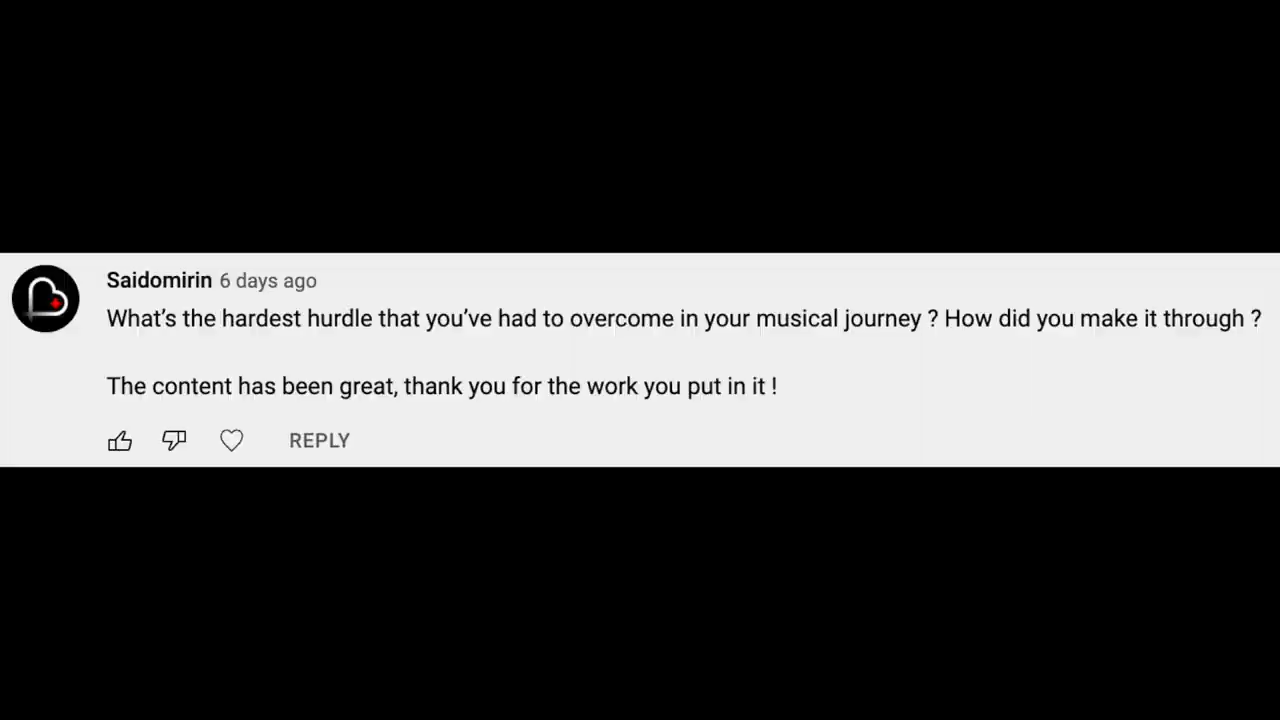 Saidomirin 6 days ago
What’s the hardest hurdle that you’ve had to overcome in your musical journey ? How did you make it through ?
The content has been great, thank you for the work you put in it !
REPLY